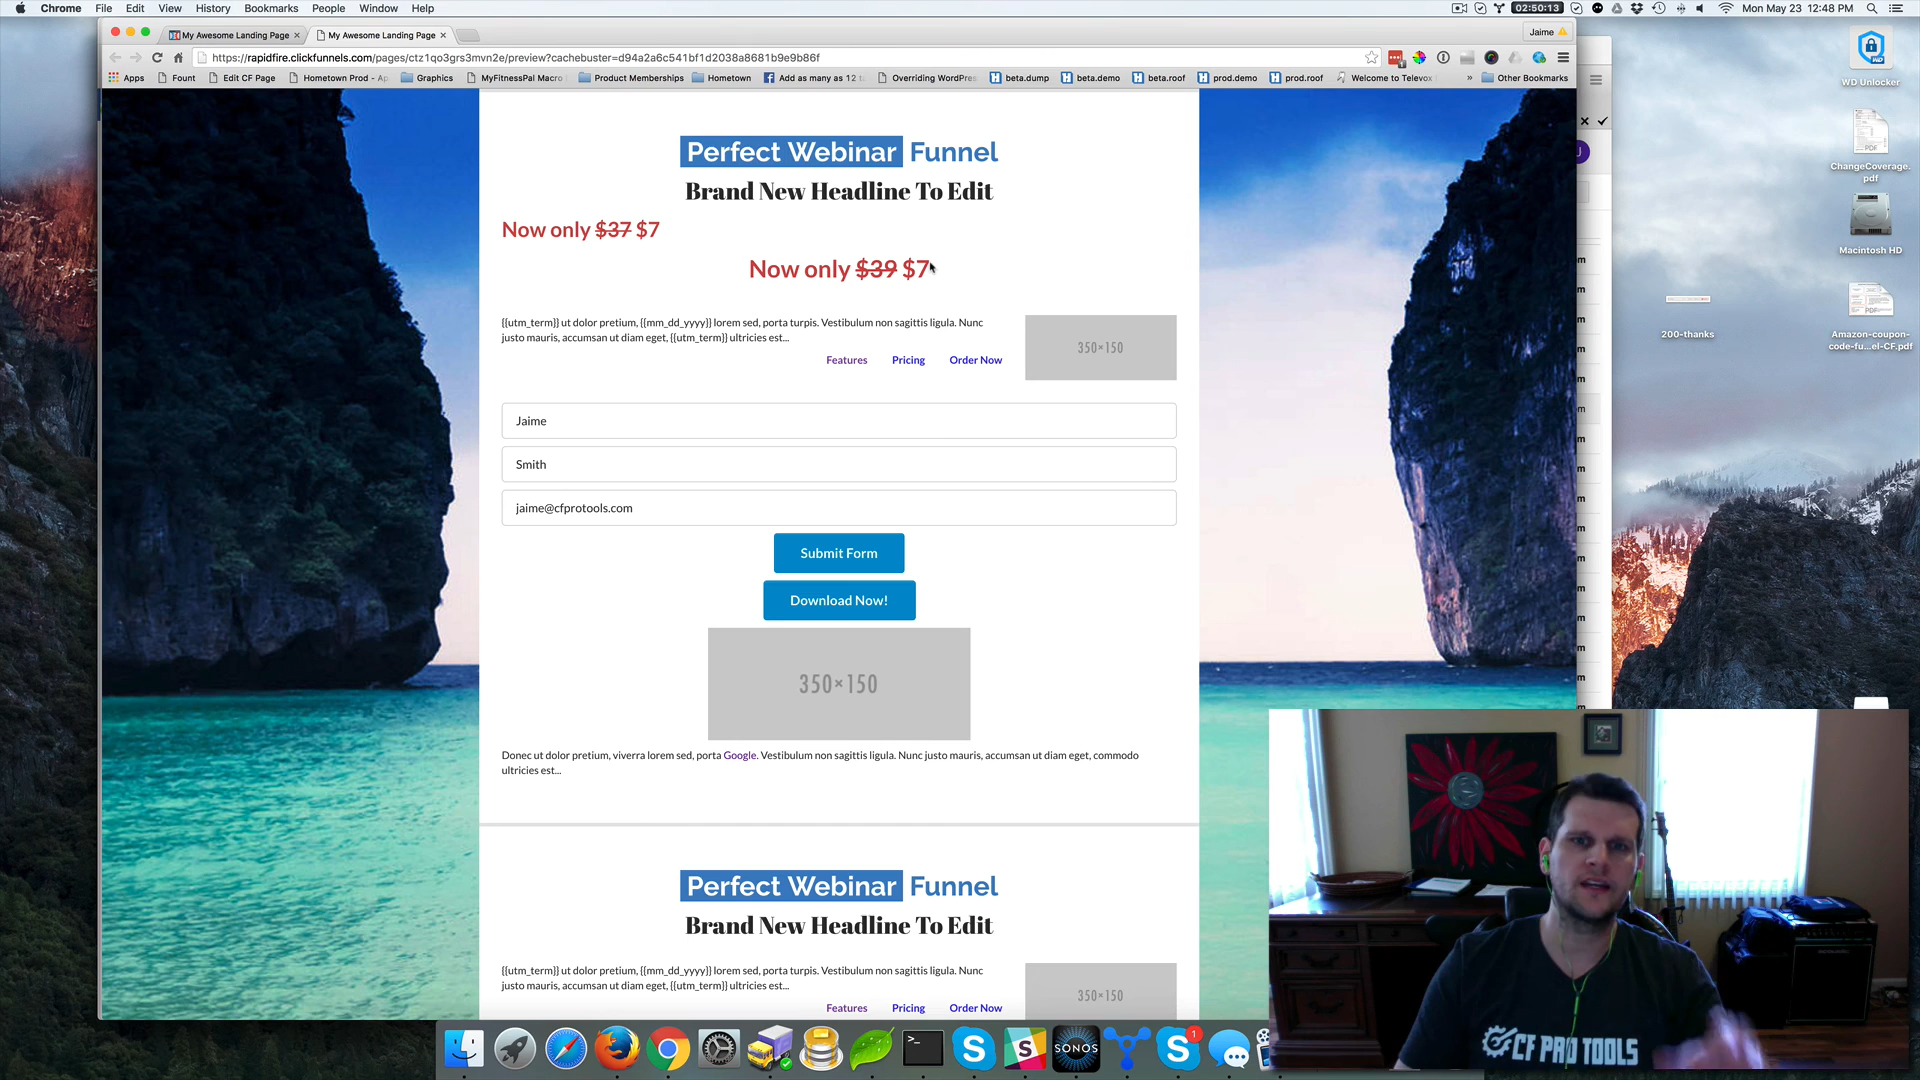 Chrome File Edit View History Bookmarks People Window Help 02:50:13 Mon May 23 12:48 PM
My Awesome Landing Page My Awesome Landing Page Jaime
https://rapidfire.clickfunnels.com/pages/ctz1qo3grs3mvn2e/preview?cachebuster=d94a2a6c541bf1d2038a8681b9e9b86f
Apps Fount Edit CF Page Hometown Prod - Ap Graphics MyFitnessPal Macro Product Memberships Hometown Add as many as 12 Overriding WordPres beta.dump beta.demo beta.roof prod.demo prod.roof Welcome to Televox » Other Bookmarks
Perfect Webinar Funnel
Brand New Headline To Edit
Now only $37 $7
Now only $39 $7
{{utm_term}} ut dolor pretium, {{mm_dd_yyyy}} lorem sed, porta turpis. Vestibulum non sagittis ligula. Nunc
justo mauris, accumsan ut diam eget, {{utm_term}} ultricies est...
Features Pricing Order Now
350×150
Jaime
Smith
jaime@cfprotools.com
Submit Form
Download Now!
350×150
Donec ut dolor pretium, viverra lorem sed, porta Google. Vestibulum non sagittis ligula. Nunc justo mauris, accumsan ut diam eget, commodo
ultricies est...
Perfect Webinar Funnel
Brand New Headline To Edit
{{utm_term}} ut dolor pretium, {{mm_dd_yyyy}} lorem sed, porta turpis. Vestibulum non sagittis ligula. Nunc
justo mauris, accumsan ut diam eget, {{utm_term}} ultricies est...
Features Pricing Order Now
350×150
WD Unlocker
ChangeCoverage.
pdf
Macintosh HD
200-thanks
Amazon-coupon-
code-fu...el-CF.pdf
SONOS
1
CF PRO TOOLS